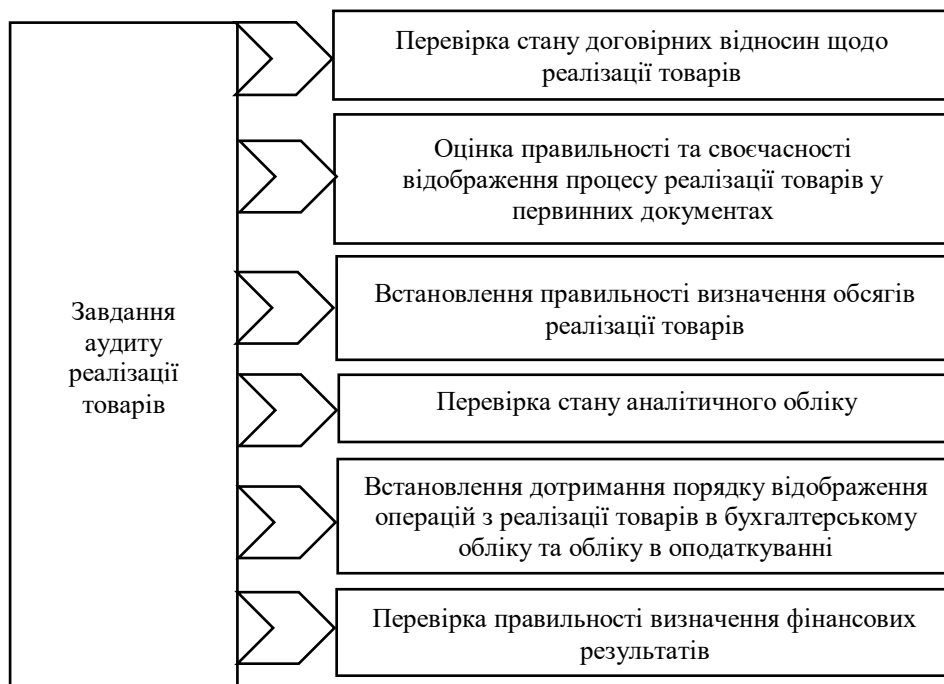 Завдання
аудиту
реалізації
товарів
Перевірка стану договірних відносин щодо
реалізації товарів
Оцінка правильності та своєчасності
відображення процесу реалізації товарів у
первинних документах
Встановлення правильності визначення обсягів
реалізації товарів
Перевірка стану аналітичного обліку
Встановлення дотримання порядку відображення
операцій з реалізації товарів в бухгалтерському
обліку та обліку в оподаткуванні
Перевірка правильності визначення фінансових
результатів